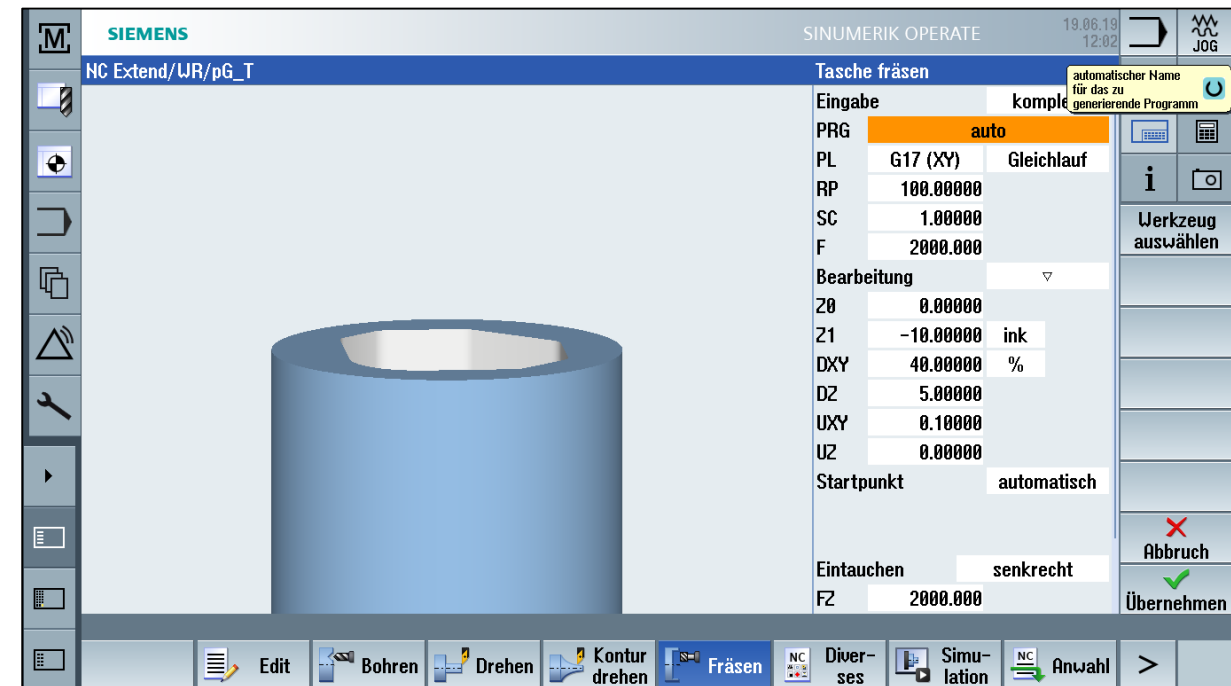 M
SIEMENS
SINUMERIK OPERATE
19.06.19
12:02
JOG
NC Extend/WR/pG_T
Tasche fräsen
automatischer Name
für das zu
generierende Programm
Eingabe
PRG auto
PL G17 (XY) Gleichlauf
RP 100.00000
SC 1.00000
F 2000.000
Bearbeitung ▽
Z0 0.00000
Z1 -10.00000 ink
DXY 40.00000 %
DZ 5.00000
UXY 0.10000
UZ 0.00000
Startpunkt automatisch
Eintauchen senkrecht
FZ 2000.000
i
Werkzeug
auswählen
Abbruch
Übernehmen
Edit
Bohren
Drehen
Kontur
drehen
Fräsen
NC
Diver-
ses
Simu-
lation
NC
Anwahl
>